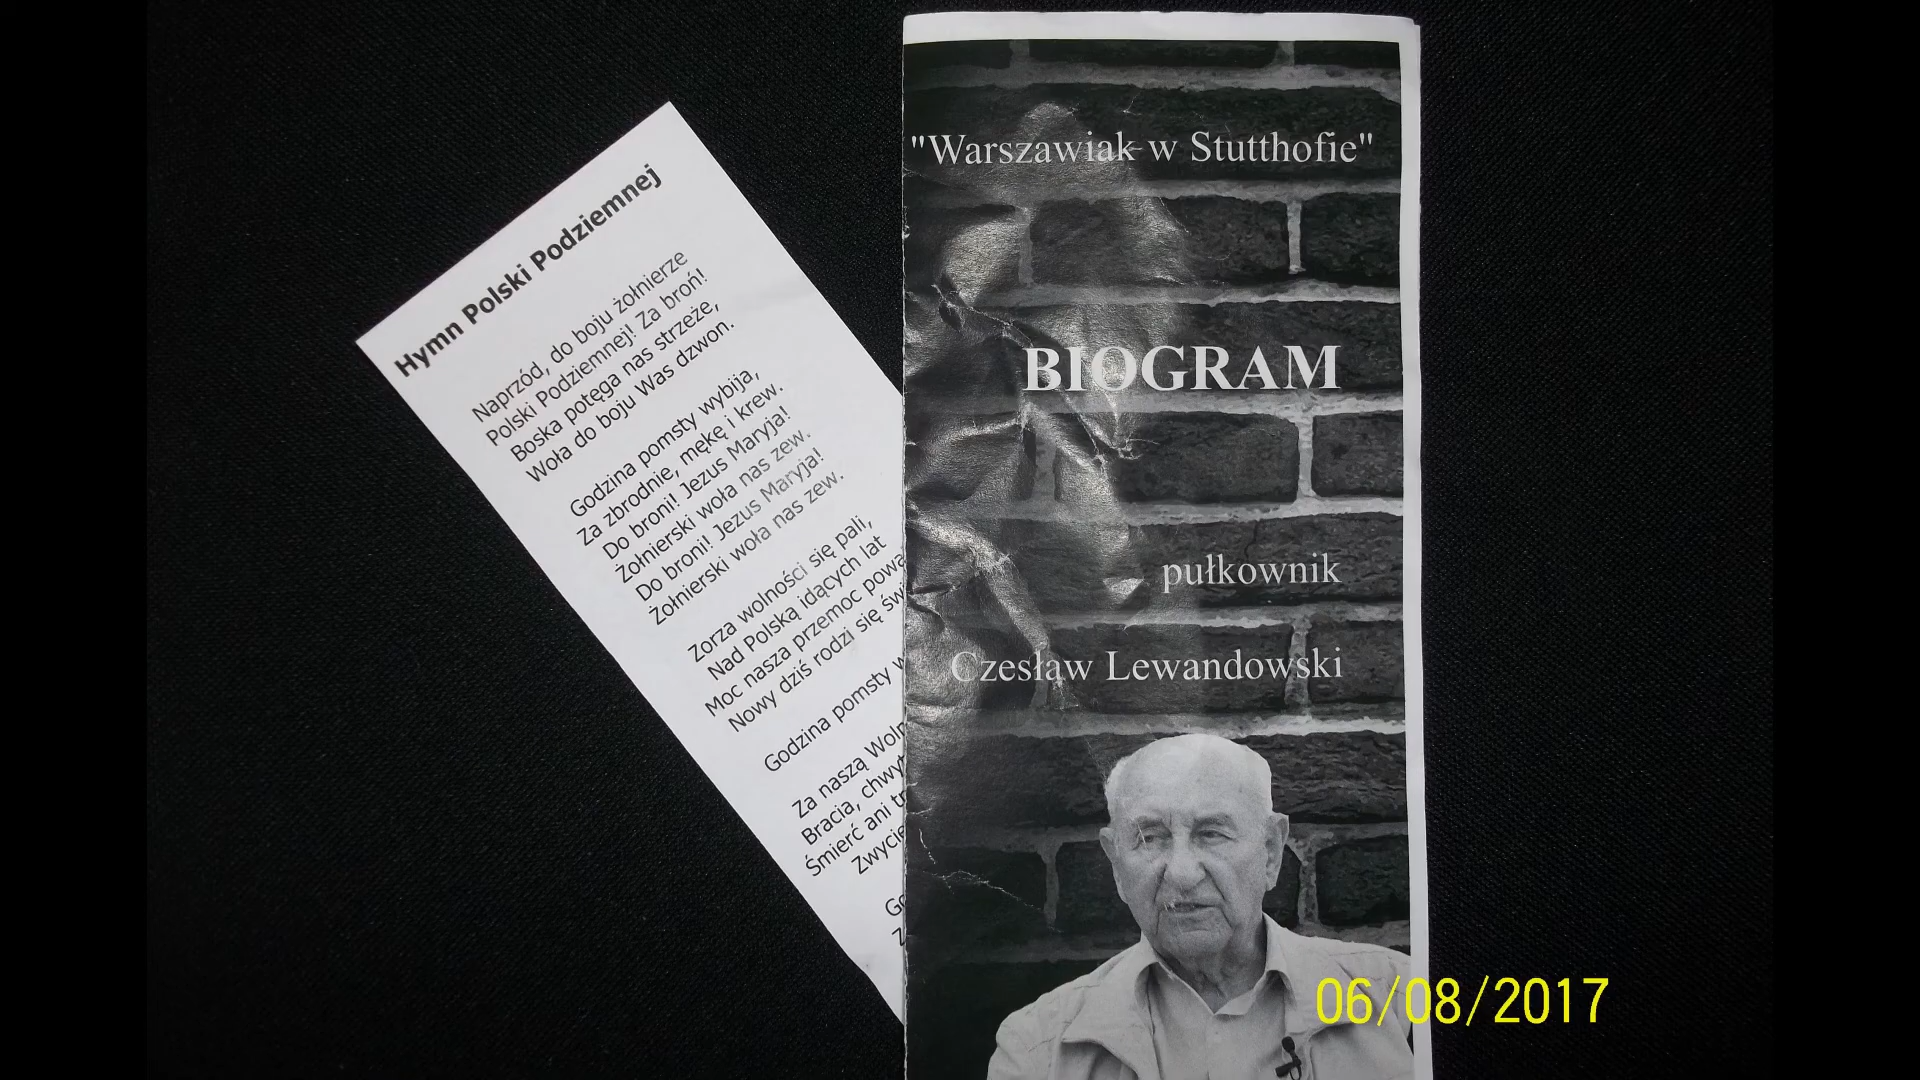 Hymn Polski Podziemnej
Naprzód, do boju żołnierze
Polski Podziemnej! Za broń!
Boska potęga nas strzeże,
Woła do boju Was dzwon.
Godzina pomsty wybija,
Za zbrodnie, mękę i krew.
Do broni! Jezus Maryja!
Żołnierski woła nas zew.
Do broni! Jezus Maryja!
Żołnierski woła nas zew.
Zorza wolności się pali,
Nad Polską idących lat
Moc nasza przemoc
Nowy dziś rodzi się
Godzina pomsty
Za naszą
Bracia,
Śmierć ani
"Warszawiak w Stutthofie"
BIOGRAM
pułkownik
Czesław Lewandowski
06/08/2017